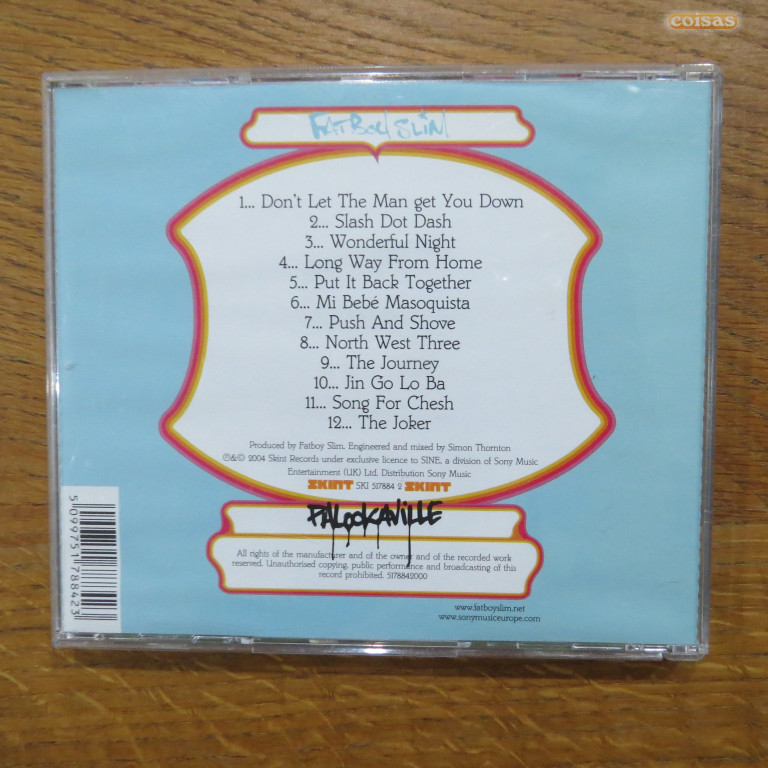 coisas
FATBOY SLIM
1... Don't Let The Man get You Down
2... Slash Dot Dash
3... Wonderful Night
4... Long Way From Home
5... Put It Back Together
6... Mi Bebé Masoquista
7... Push And Shove
8... North West Three
9... The Journey
10... Jin Go Lo Ba
11... Song For Chesh
12... The Joker
Produced by Fatboy Slim. Engineered and mixed by Simon Thornton
℗&© 2004 Skint Records under exclusive licence to SINE, a division of Sony Music
Entertainment (UK) Ltd. Distribution Sony Music
SKINT SKI 517884 2 SKINT
PALOOKAVILLE
All rights of the manufacturer and of the owner and of the recorded work
reserved. Unauthorised copying, public performance and broadcasting of this
record prohibited. 5178842000
www.fatboyslim.net
www.sonymusiceurope.com
5 099751 788423